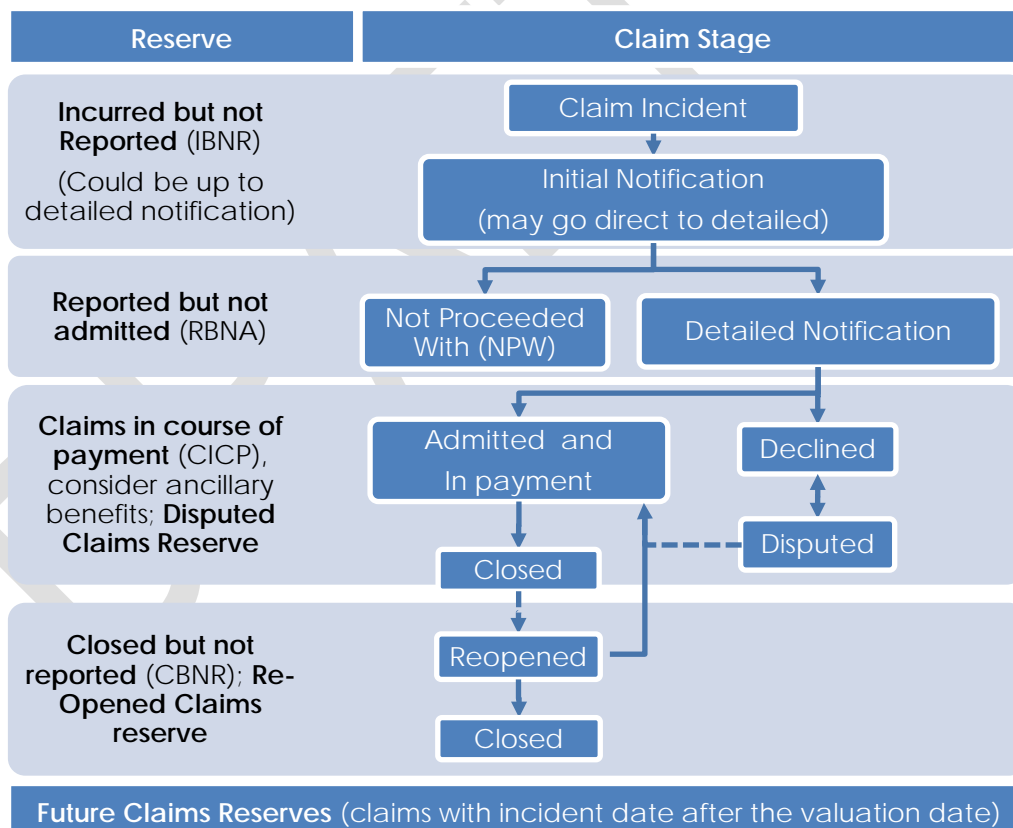 Reserve
Claim Stage
Incurred but not
Reported (IBNR)
(Could be up to
detailed notification)
Claim Incident
Initial Notification
(may go direct to detailed)
Reported but not
admitted (RBNA)
Not Proceeded
With (NPW)
Detailed Notification
Claims in course of
payment (CICP),
consider ancillary
benefits; Disputed
Claims Reserve
Admitted and
In payment
Declined
Disputed
Closed
Closed but not
reported (CBNR); Re-
Opened Claims
reserve
Reopened
Closed
Future Claims Reserves (claims with incident date after the valuation date)